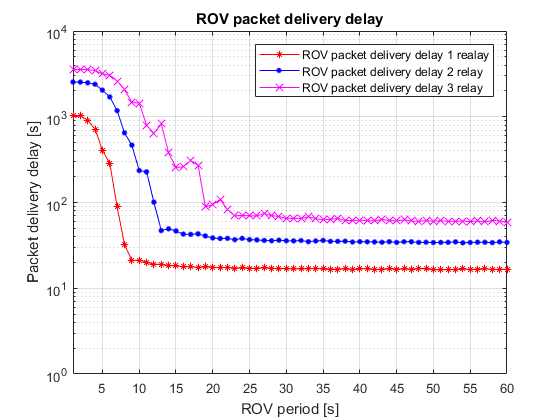 ROV packet delivery delay
ROV packet delivery delay 1 realay
ROV packet delivery delay 2 relay
ROV packet delivery delay 3 relay
Packet delivery delay [s]
10^4
10^3
10^2
10^1
10^0
5 10 15 20 25 30 35 40 45 50 55 60
ROV period [s]